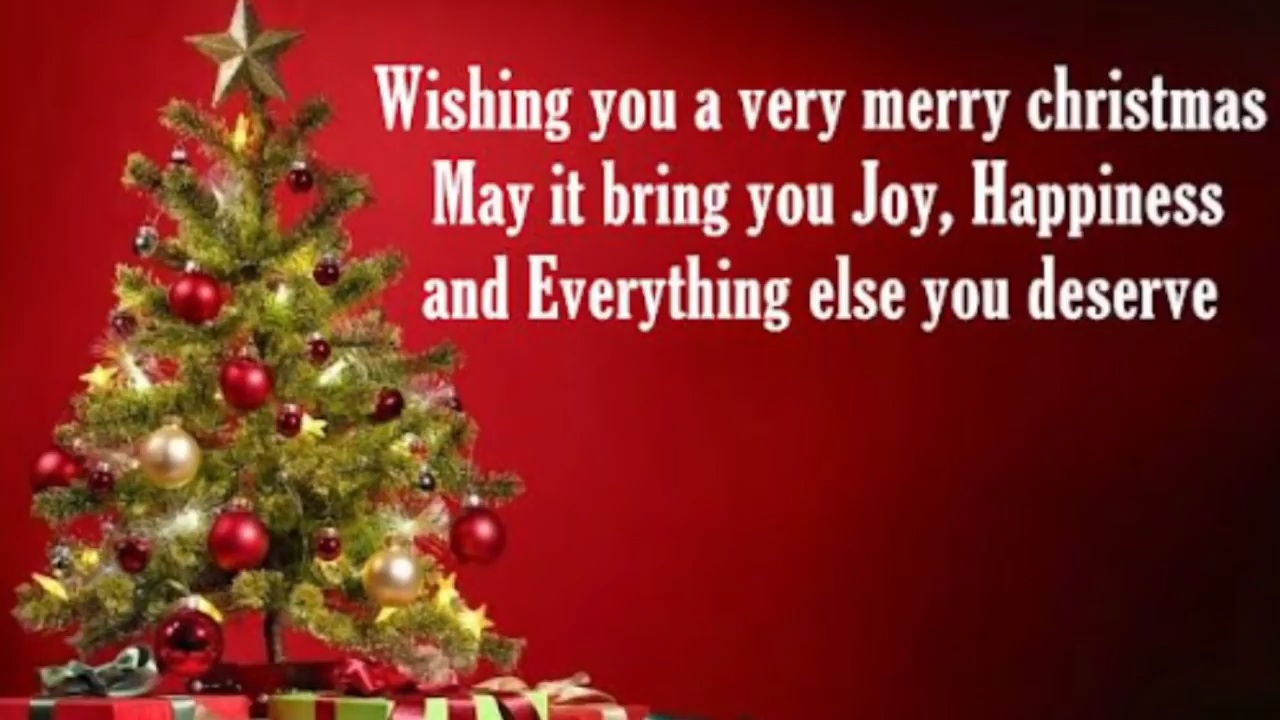 Wishing you a very merry christmas
May it bring you Joy, Happiness
and Everything else you deserve